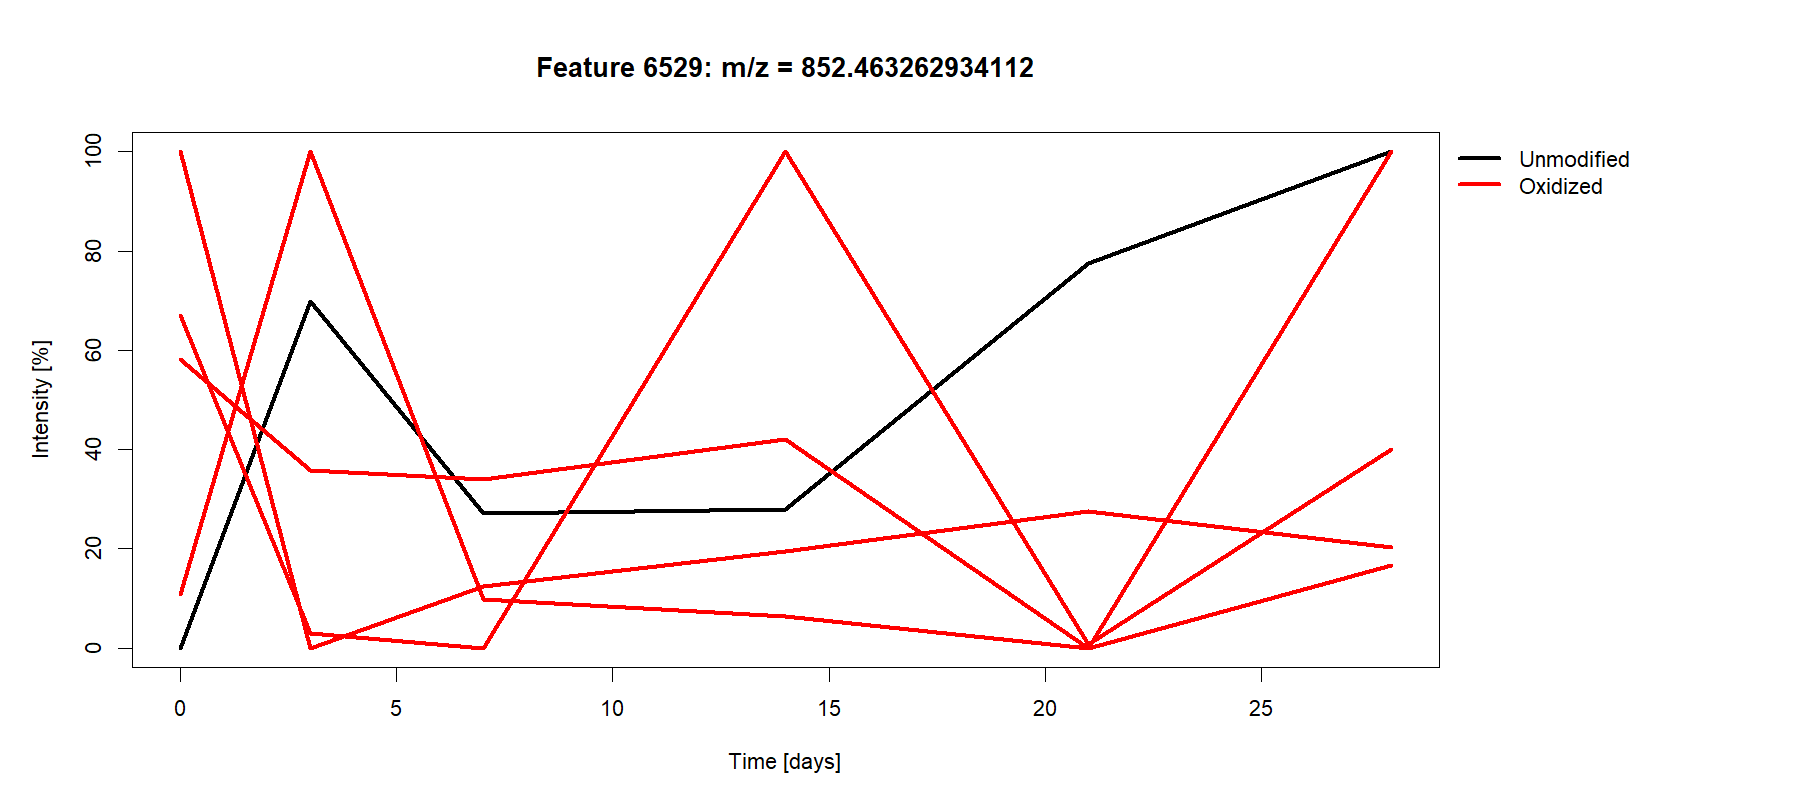 Feature 6529: m/z = 852.463262934112
Unmodified
Oxidized
Intensity [%]
100
80
60
40
20
0
0 5 10 15 20 25
Time [days]